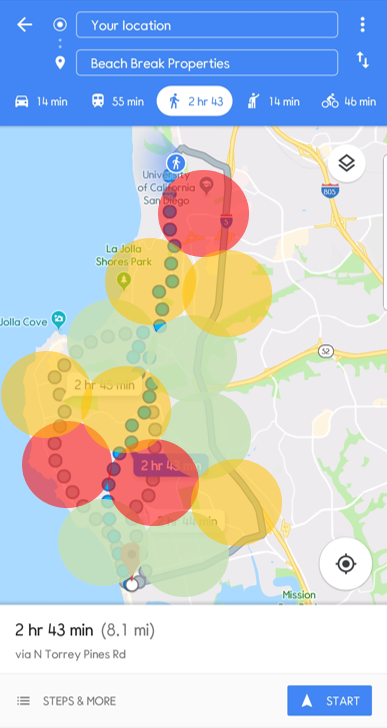 Your location
Beach Break Properties
14 min
55 min
2 hr 43
14 min
46 min
University
of California
San Diego
805
5
La Jolla
Shores Park
Jolla Cove
52
2 hr 45 min
2 hr 43
min
Mission
2 hr 43 min (8.1 mi)
via N Torrey Pines Rd
STEPS & MORE
START